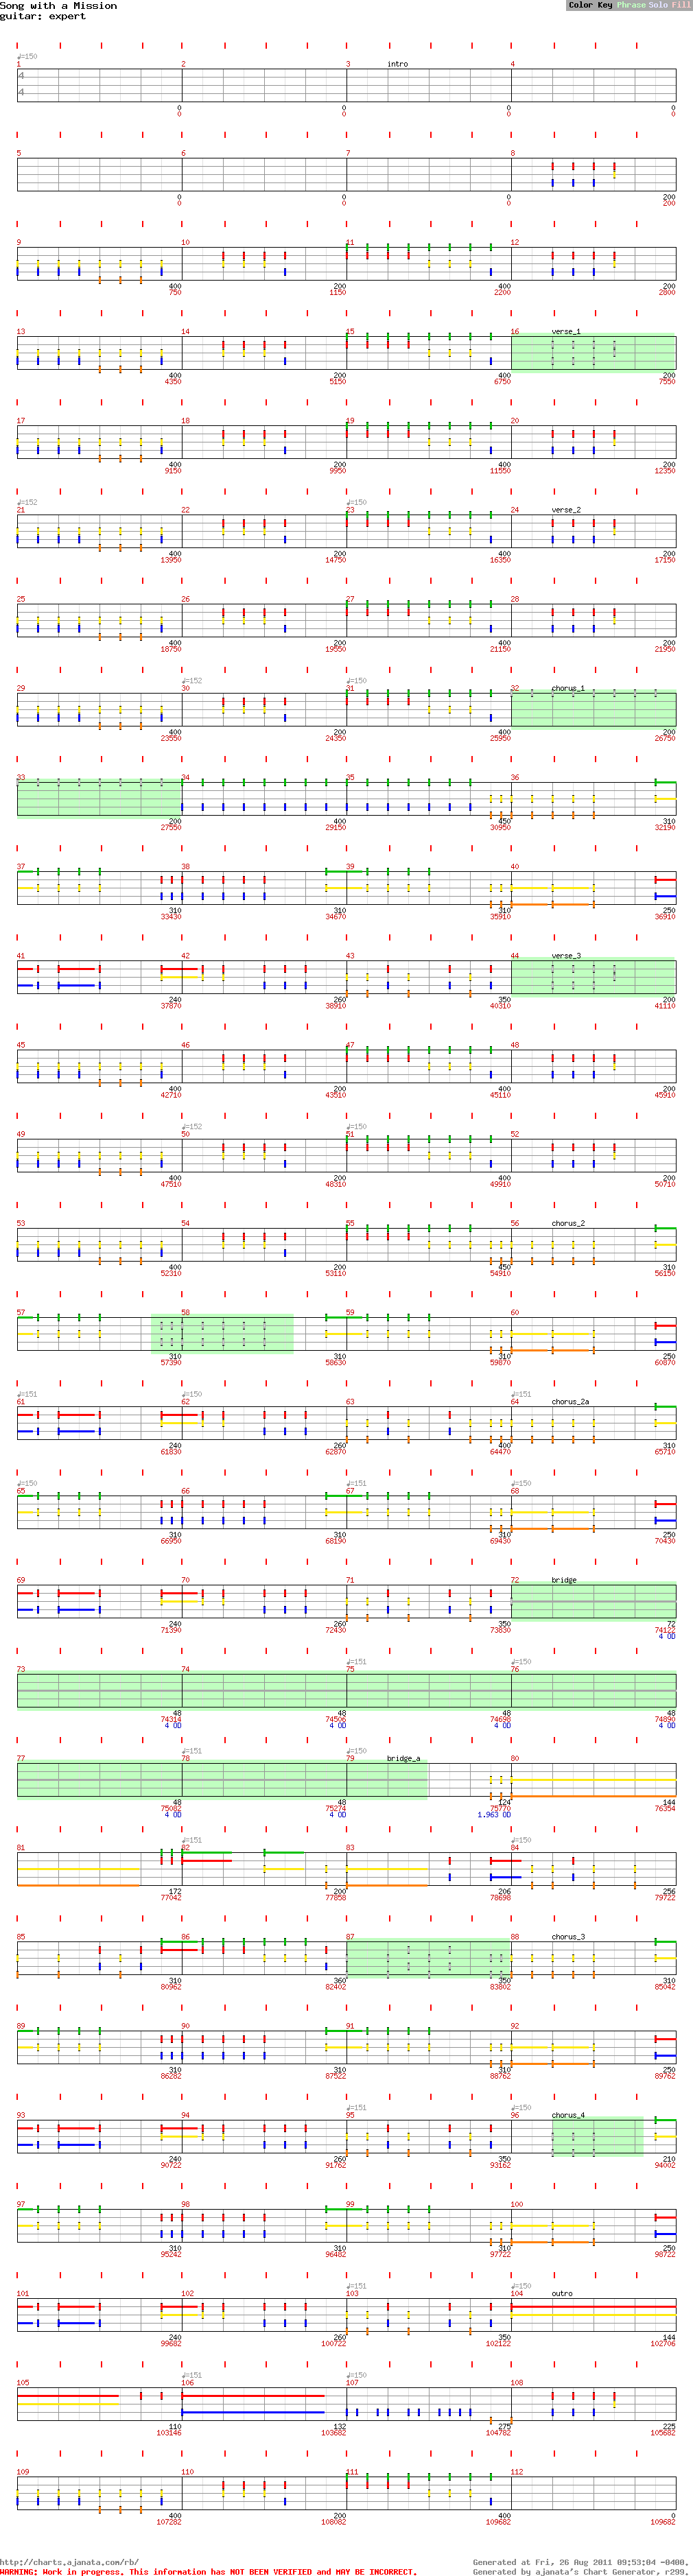 Song with a Mission
Color Key Phrase Solo Fill
guitar: expert
♩=150
1 2 3 intro 4
4
4
0 0 0 0
0 0 0 0
5 6 7 8
0 0 0 200
0 0 0 200
9 10 11 12
400 200 400 200
750 1150 2200 2800
13 14 15 16 verse_1
400 200 400 200
4350 5150 6750 7550
17 18 19 20
400 200 400 200
9150 9950 11550 12350
♩=152 ♩=150
21 22 23 24 verse_2
400 200 400 200
13950 14750 16350 17150
25 26 27 28
400 200 400 200
18750 19550 21150 21950
♩=152 ♩=150
29 30 31 32 chorus_1
400 200 400 200
23550 24350 25950 26750
33 34 35 36
200 400 450 310
27550 29150 30950 32190
37 38 39 40
310 310 310 250
33430 34670 35910 36910
41 42 43 44 verse_3
240 260 350 200
37870 38910 40310 41110
45 46 47 48
400 200 400 200
42710 43510 45110 45910
♩=152 ♩=150
49 50 51 52
400 200 400 200
47510 48310 49910 50710
53 54 55 56 chorus_2
400 200 450 310
52310 53110 54910 56150
57 58 59 60
310 310 310 250
57390 58630 59870 60870
♩=151 ♩=150 ♩=151
61 62 63 64 chorus_2a
240 260 400 310
61830 62870 64470 65710
♩=150 ♩=151 ♩=150
65 66 67 68
310 310 310 250
66950 68190 69430 70430
69 70 71 72 bridge
240 260 350 72
71390 72430 73830 74122
4 OD
♩=151 ♩=150
73 74 75 76
48 48 48 48
74314 74506 74698 74890
4 OD 4 OD 4 OD 4 OD
♩=151 ♩=150
77 78 79 bridge_a 80
48 48 124 144
75082 75274 75770 76354
4 OD 4 OD 1.963 OD
♩=151 ♩=150
81 82 83 84
172 200 206 256
77042 77858 78698 79722
85 86 87 88 chorus_3
310 360 350 310
80962 82402 83802 85042
89 90 91 92
310 310 310 250
86282 87522 88762 89762
♩=151 ♩=150
93 94 95 96 chorus_4
240 260 350 210
90722 91762 93162 94002
97 98 99 100
310 310 310 250
95242 96482 97722 98722
♩=151 ♩=150
101 102 103 104 outro
240 260 350 144
99682 100722 102122 102706
♩=151 ♩=150
105 106 107 108
110 132 275 225
103146 103682 104782 105682
109 110 111 112
400 200 400 0
107282 108082 109682 109682
http://charts.ajanata.com/rb/ Generated at Fri, 26 Aug 2011 09:53:04 -0400.
WARNING: Work in progress. This information has NOT BEEN VERIFIED and MAY BE INCORRECT. Generated by ajanata's Chart Generator, r299.